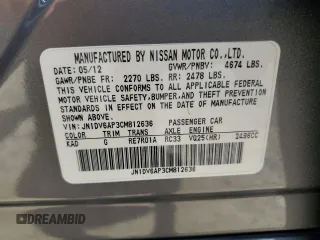 MANUFACTURED BY NISSAN MOTOR CO.,LTD.
DATE: 05/12 GVWR/PNBV: 4674 LBS.
GAWR/PNBE FR: 2270 LBS. RR: 2478 LBS.
THIS VEHICLE CONFORMS TO ALL APPLICABLE FEDERAL
MOTOR VEHICLE SAFETY, BUMPER, AND THEFT PREVENTION STANDARDS
IN EFFECT ON THE DATE OF MANUFACTURE SHOWN ABOVE.
VIN: JN1DV6AP3CM812636 PASSENGER CAR
COLOR TRIM TRANS AXLE ENGINE
KAD G RE7R01A RC33 VQ25(HR) 2496CC
JN1DV6AP3CM812636
DREAMBID